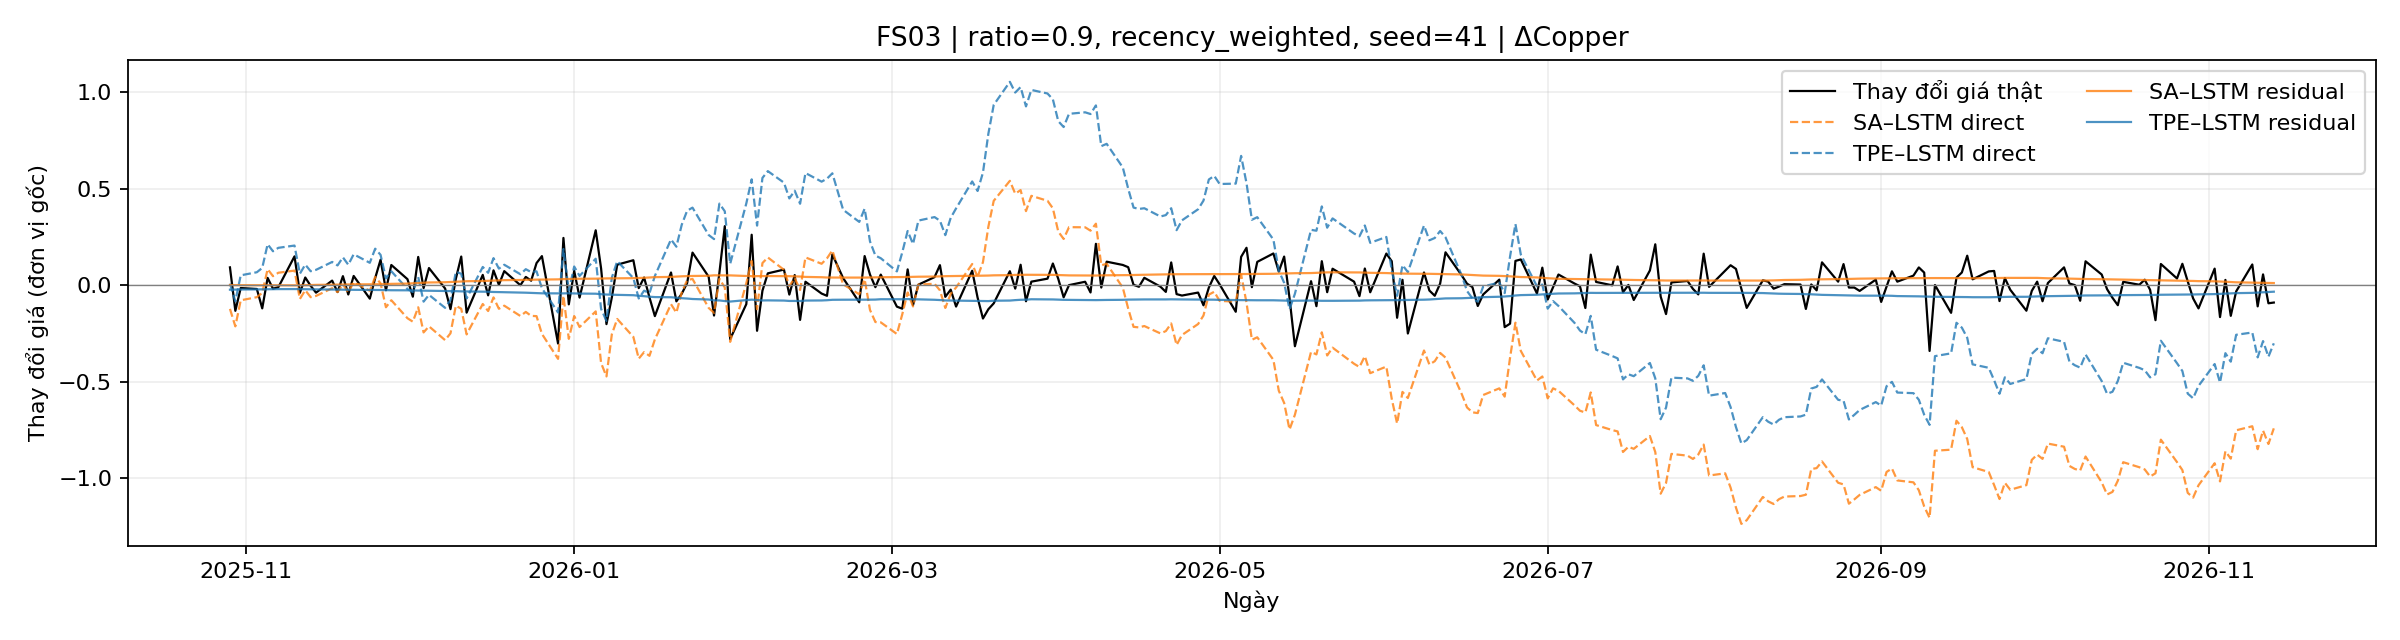 FS03 | ratio=0.9, recency_weighted, seed=41 | ΔCopper
Thay đổi giá (đơn vị gốc)
1.0
0.5
0.0
−0.5
−1.0
Thay đổi giá thật
SA–LSTM direct
TPE–LSTM direct
SA–LSTM residual
TPE–LSTM residual
2025-11
2026-01
2026-03
2026-05
2026-07
2026-09
2026-11
Ngày